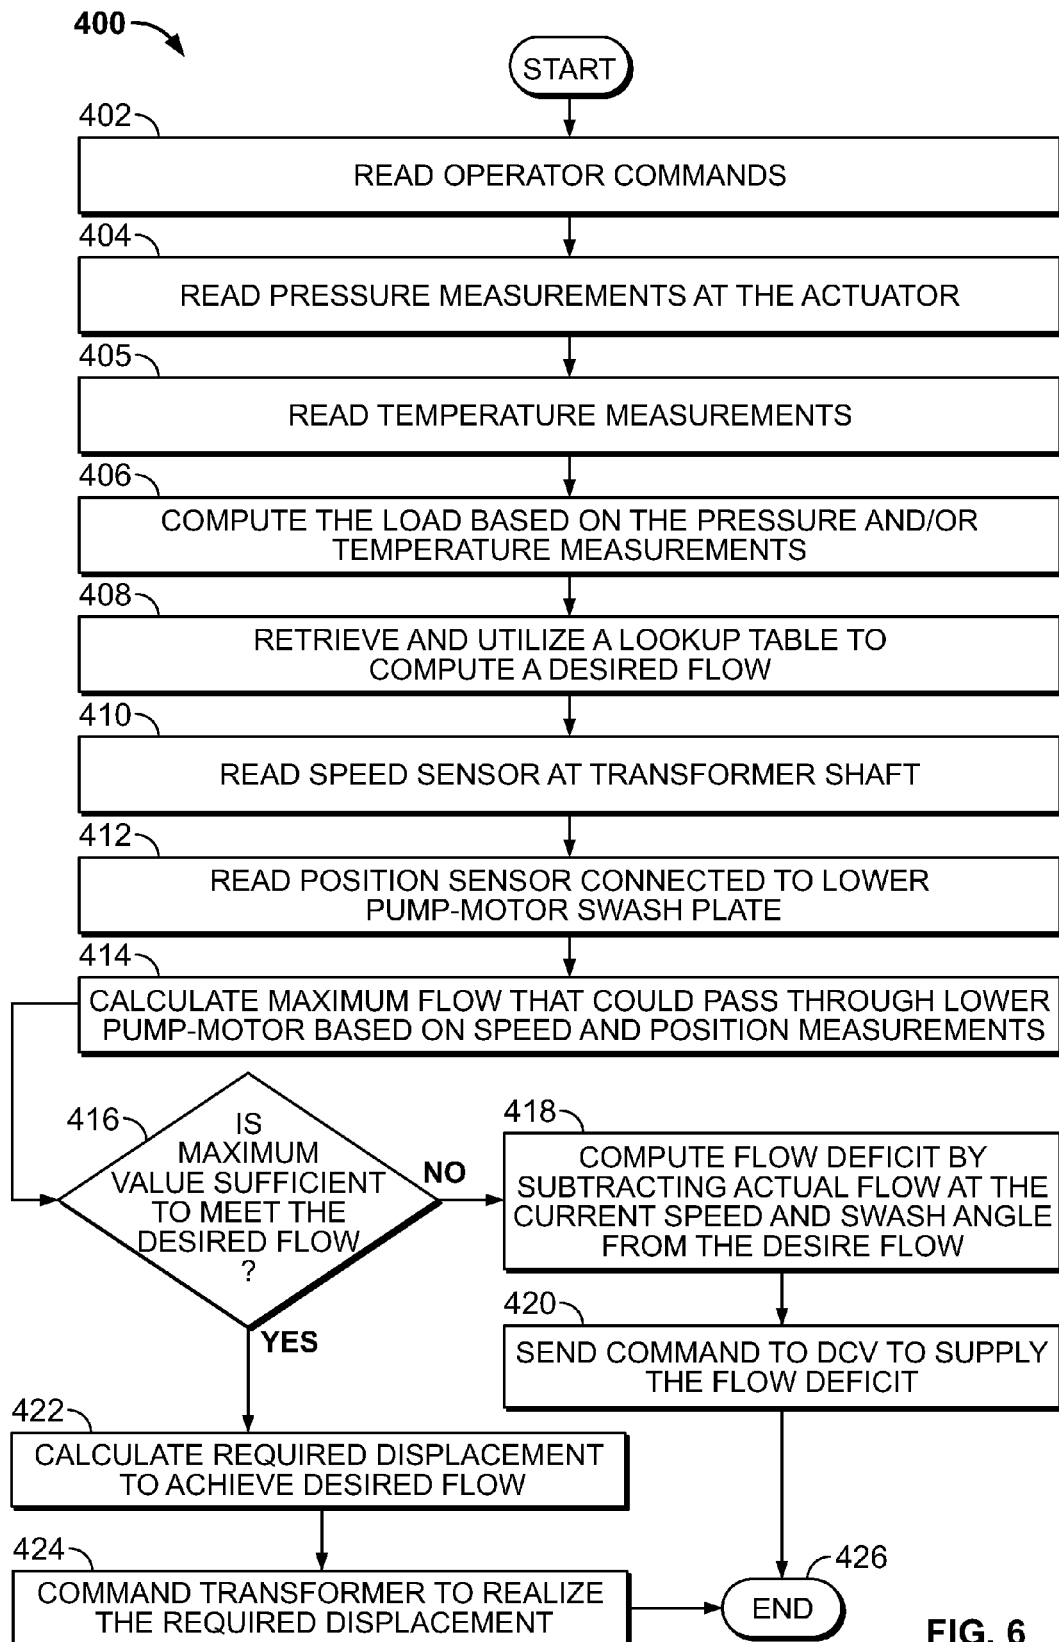 400
START
402
READ OPERATOR COMMANDS
404
READ PRESSURE MEASUREMENTS AT THE ACTUATOR
405
READ TEMPERATURE MEASUREMENTS
406
COMPUTE THE LOAD BASED ON THE PRESSURE AND/OR
TEMPERATURE MEASUREMENTS
408
RETRIEVE AND UTILIZE A LOOKUP TABLE TO
COMPUTE A DESIRED FLOW
410
READ SPEED SENSOR AT TRANSFORMER SHAFT
412
READ POSITION SENSOR CONNECTED TO LOWER
PUMP-MOTOR SWASH PLATE
414
CALCULATE MAXIMUM FLOW THAT COULD PASS THROUGH LOWER
PUMP-MOTOR BASED ON SPEED AND POSITION MEASUREMENTS
416
IS
MAXIMUM
VALUE SUFFICIENT
TO MEET THE
DESIRED FLOW
?
NO
YES
418
COMPUTE FLOW DEFICIT BY
SUBTRACTING ACTUAL FLOW AT THE
CURRENT SPEED AND SWASH ANGLE
FROM THE DESIRE FLOW
420
SEND COMMAND TO DCV TO SUPPLY
THE FLOW DEFICIT
422
CALCULATE REQUIRED DISPLACEMENT
TO ACHIEVE DESIRED FLOW
424
COMMAND TRANSFORMER TO REALIZE
THE REQUIRED DISPLACEMENT
426
END
FIG. 6